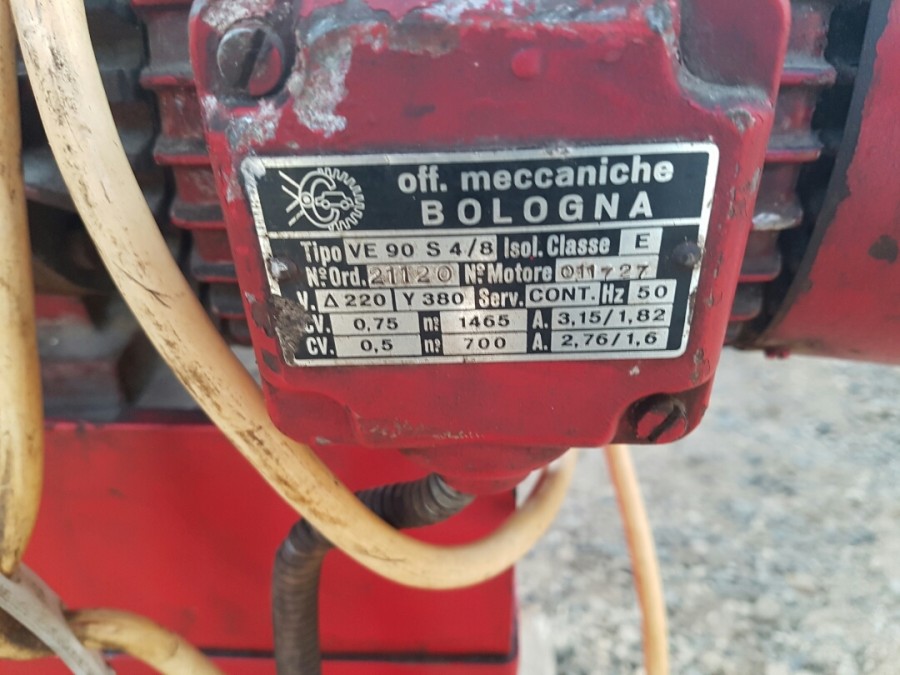 off. meccaniche
BOLOGNA
Tipo VE 90 S 4/8 Isol. Classe E
Nº Ord. 21120 Nº Motore 011-27
V. Δ 220 Y 380 Serv. CONT. Hz 50
CV. 0,75 nº 1465 A. 3,15/1,82
CV. 0,5 nº 700 A. 2,76/1,6